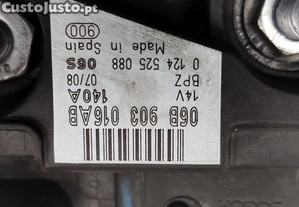 CustoJusto.pt
06B 903 016AB
14V 140A
BPZ 07/08
0 124 525 088 06S
Made in Spain
900